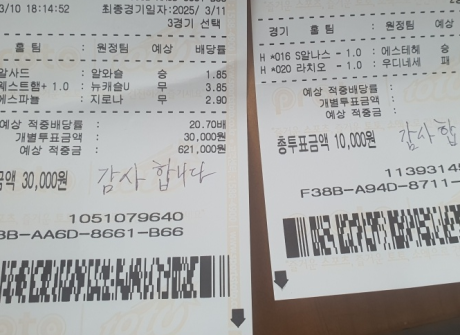 3/10 18:14:52 최종경기일자:2025/ 3/11
3경기 선택
홈 팀 : 원정팀 예상 배당률
알사드 : 알와슬 승 1.85
웨스트햄+ 1.0 : 뉴캐슬U 무 3.85
에스파뇰 : 지로나 무 2.90
예상 적중배당률 : 20.70배
개별투표금액 : 30,000원
예상 적중금 : 621,000원
금액 30,000원 감사합니다
1051079640
3BB-AA6D-8661-B66
경기 홈 팀 : 원정팀 예상
H *016 S알나스 - 1.0 : 에스테헤 승
H *020 라치오 - 1.0 : 우디네세 패
예상 적중배당률 :
개별투표금액 :
예상 적중금 :
총투표금액 10,000원 감사합
11393149
F38B-A94D-8711-